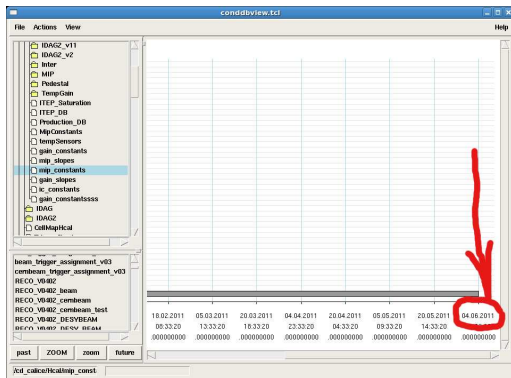 conddbview.tcl
File Actions View Help
IDAG2_v11
IDAG2_v2
Inter
MIP
Pedestal
TempGain
ITEP_Saturation
ITEP_DB
Production_DB
MipConstants
tempSensors
gain_constants
mip_slopes
mip_constants
gain_slopes
ic_constants
gain_constantssss
IDAG
IDAG2
CellMapHcal
beam_trigger_assignment_v03
cernbeam_trigger_assignment_v03
RECO_V0402
RECO_V0402_beam
RECO_V0402_cernbeam
RECO_V0402_cernbeam_test
RECO_V0402_DESYBEAM
RECO_V0402_DESY_BEAM
18.02.2011 05.03.2011 20.03.2011 04.04.2011 20.04.2011 05.05.2011 20.05.2011 04.06.2011
08:33:20 13:33:20 18:33:20 23:33:20 04:33:20 09:33:20 14:33:20
.000000000 .000000000 .000000000 .000000000 .000000000 .000000000 .000000000 .000000000
past ZOOM zoom future
/cd_calice/Hcal/mip_const